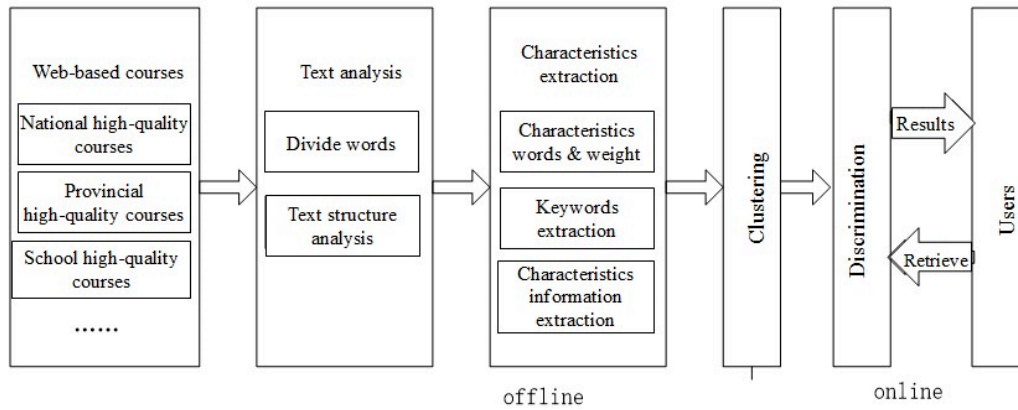 Web-based courses
National high-quality
courses
Provincial
high-quality courses
School high-quality
courses
......
Text analysis
Divide words
Text structure
analysis
Characteristics
extraction
Characteristics
words & weight
Keywords
extraction
Characteristics
information
extraction
Clustering
Discrimination
Results
Retrieve
Users
offline
online